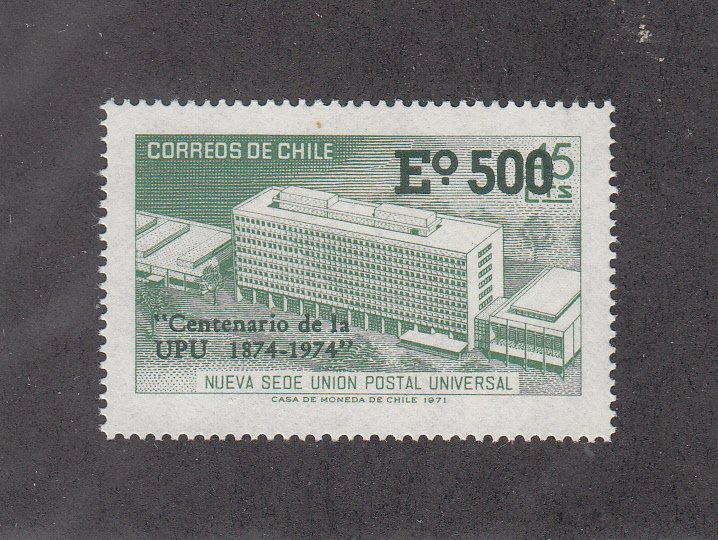 CORREOS DE CHILE
Eº 500
"Centenario de la
UPU 1874-1974"
NUEVA SEDE UNION POSTAL UNIVERSAL
CASA DE MONEDA DE CHILE 1971